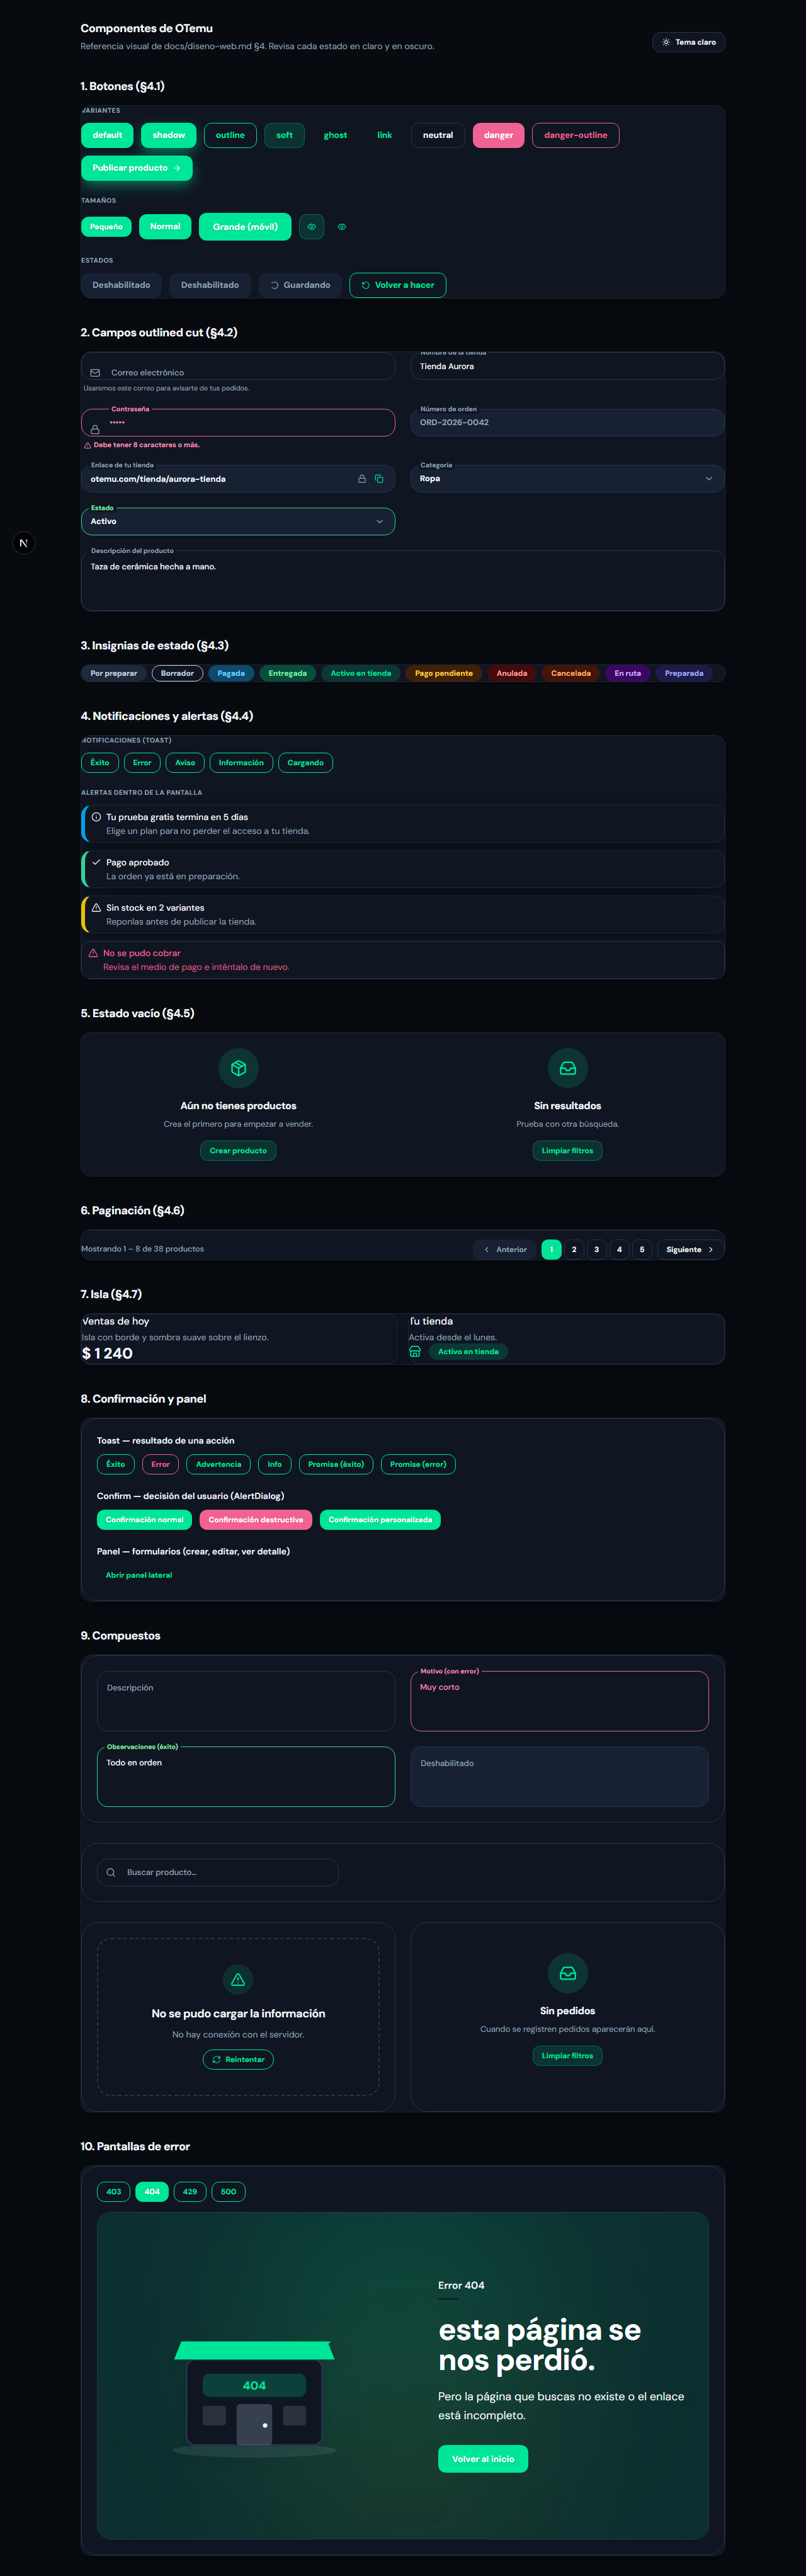 Componentes de OTemu
Referencia visual de docs/diseno-web.md §4. Revisa cada estado en claro y en oscuro.
Tema claro
1. Botones (§4.1)
VARIANTES
default shadow outline soft ghost link neutral danger danger-outline
Publicar producto →
TAMAÑOS
Pequeño Normal Grande (móvil)
ESTADOS
Deshabilitado Deshabilitado Guardando Volver a hacer
2. Campos outlined cut (§4.2)
Correo electrónico
Usaremos este correo para avisarte de tus pedidos.
Nombre de la tienda
Tienda Aurora
Contraseña
•••••
Debe tener 8 caracteres o más.
Número de orden
ORD-2026-0042
Enlace de tu tienda
otemu.com/tienda/aurora-tienda
Categoría
Ropa
Estado
Activo
N
Descripción del producto
Taza de cerámica hecha a mano.
3. Insignias de estado (§4.3)
Por preparar Borrador Pagada Entregada Activo en tienda Pago pendiente Anulada Cancelada En ruta Preparada
4. Notificaciones y alertas (§4.4)
NOTIFICACIONES (TOAST)
Éxito Error Aviso Información Cargando
ALERTAS DENTRO DE LA PANTALLA
Tu prueba gratis termina en 5 días
Elige un plan para no perder el acceso a tu tienda.
Pago aprobado
La orden ya está en preparación.
Sin stock en 2 variantes
Reponlas antes de publicar la tienda.
No se pudo cobrar
Revisa el medio de pago e inténtalo de nuevo.
5. Estado vacío (§4.5)
Aún no tienes productos
Crea el primero para empezar a vender.
Crear producto
Sin resultados
Prueba con otra búsqueda.
Limpiar filtros
6. Paginación (§4.6)
Mostrando 1 – 8 de 38 productos
Anterior 1 2 3 4 5 Siguiente
7. Isla (§4.7)
Ventas de hoy
Isla con borde y sombra suave sobre el lienzo.
$ 1 240
Tu tienda
Activa desde el lunes.
Activo en tienda
8. Confirmación y panel
Toast — resultado de una acción
Éxito Error Advertencia Info Promise (éxito) Promise (error)
Confirm — decisión del usuario (AlertDialog)
Confirmación normal Confirmación destructiva Confirmación personalizada
Panel — formularios (crear, editar, ver detalle)
Abrir panel lateral
9. Compuestos
Descripción
Motivo (con error)
Muy corto
Observaciones (éxito)
Todo en orden
Deshabilitado
Buscar producto...
No se pudo cargar la información
No hay conexión con el servidor.
Reintentar
Sin pedidos
Cuando se registren pedidos aparecerán aquí.
Limpiar filtros
10. Pantallas de error
403 404 429 500
404
Error 404
esta página se
nos perdió.
Pero la página que buscas no existe o el enlace
está incompleto.
Volver al inicio